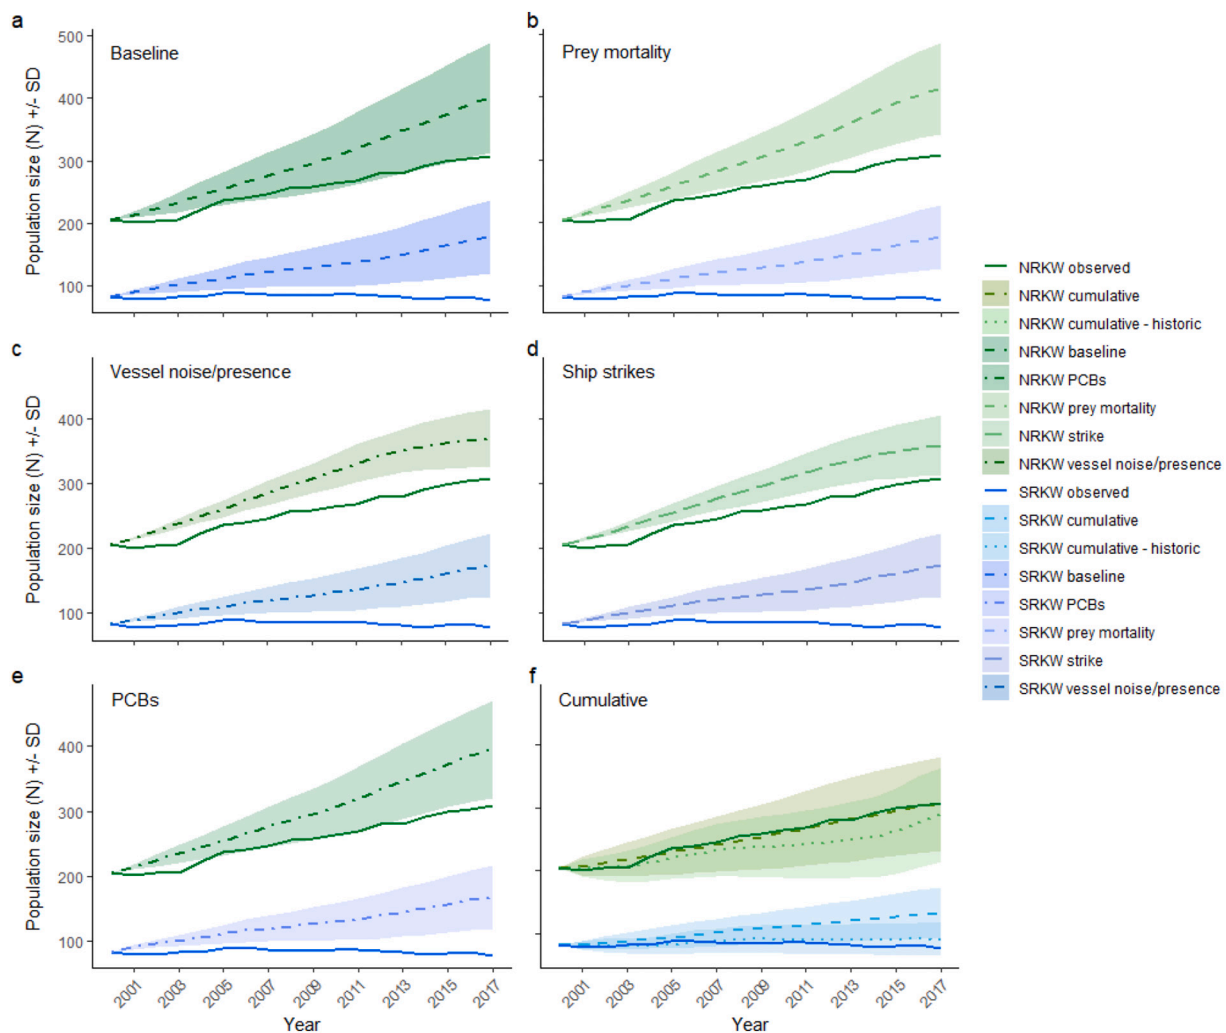 a
Baseline
Population size (N) +/- SD
500
400
300
200
100
b
Prey mortality
c
Vessel noise/presence
Population size (N) +/- SD
400
300
200
100
d
Ship strikes
e
PCBs
Population size (N) +/- SD
400
300
200
100
2001
2003
2005
2007
2009
2011
2013
2015
2017
Year
f
Cumulative
2001
2003
2005
2007
2009
2011
2013
2015
2017
Year
NRKW observed
NRKW cumulative
NRKW cumulative - historic
NRKW baseline
NRKW PCBs
NRKW prey mortality
NRKW strike
NRKW vessel noise/presence
SRKW observed
SRKW cumulative
SRKW cumulative - historic
SRKW baseline
SRKW PCBs
SRKW prey mortality
SRKW strike
SRKW vessel noise/presence